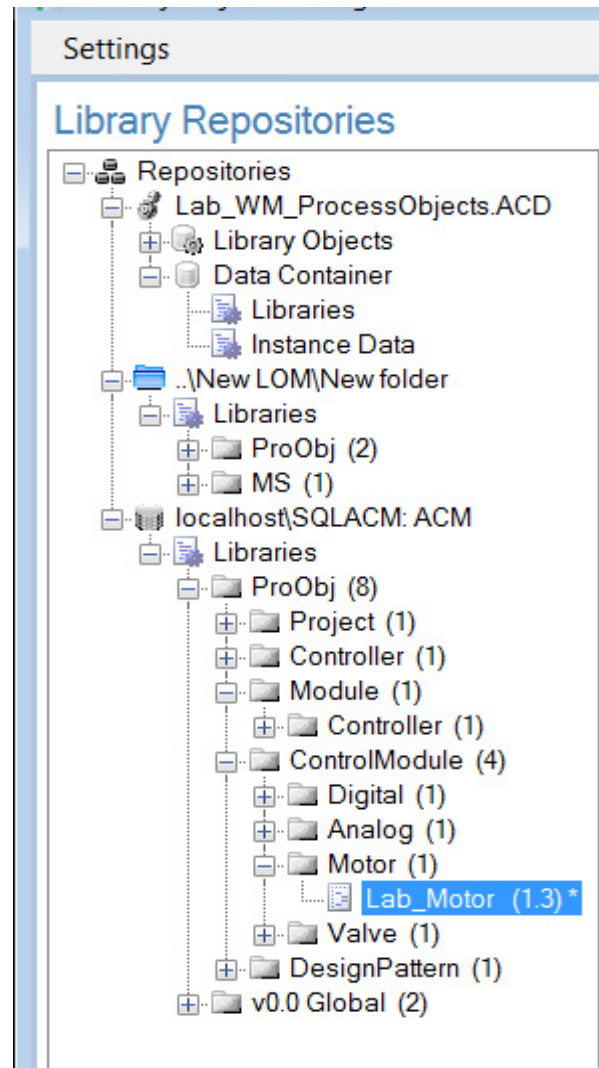 Settings
Library Repositories
Repositories
Lab_WM_ProcessObjects.ACD
Library Objects
Data Container
Libraries
Instance Data
..\New LOM\New folder
Libraries
ProObj (2)
MS (1)
localhost\SQLACM: ACM
Libraries
ProObj (8)
Project (1)
Controller (1)
Module (1)
Controller (1)
ControlModule (4)
Digital (1)
Analog (1)
Motor (1)
Lab_Motor (1.3) *
Valve (1)
DesignPattern (1)
v0.0 Global (2)